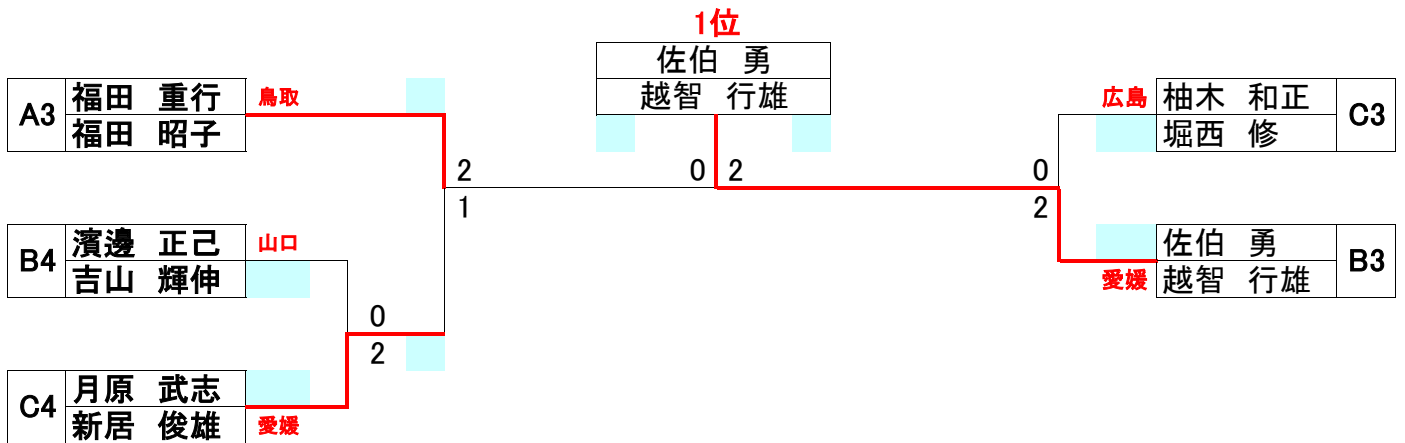 1位
佐伯 勇
越智 行雄
A3
福田 重行
福田 昭子
鳥取
広島
柚木 和正
堀西 修
C3
2
1
0 2
0
2
B4
濱邊 正己
吉山 輝伸
山口
佐伯 勇
越智 行雄
愛媛
B3
0
2
C4
月原 武志
新居 俊雄
愛媛